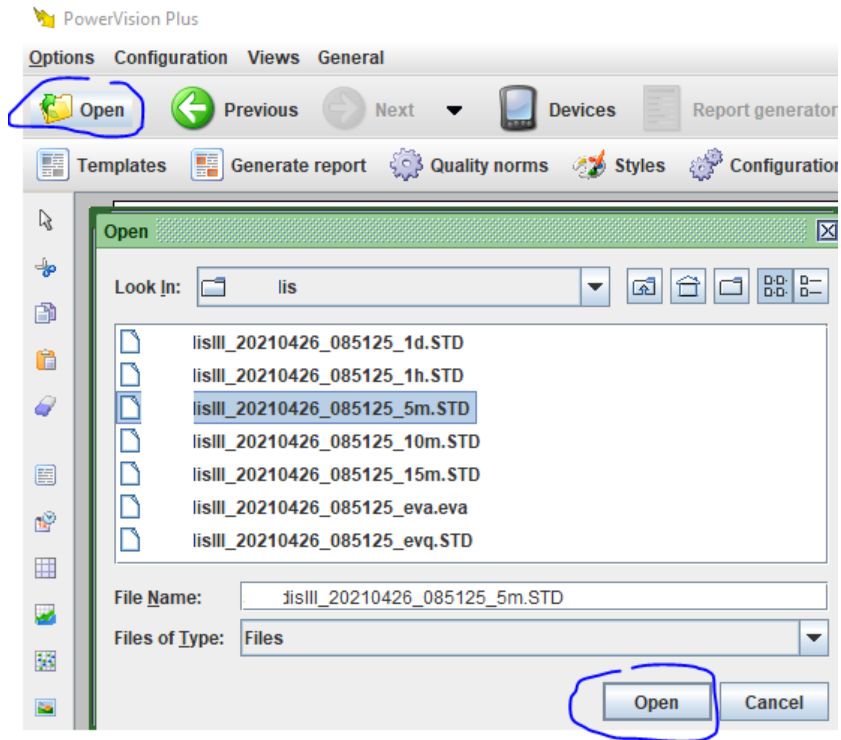 PowerVision Plus
Options Configuration Views General
Open Previous Next Devices Report generator
Templates Generate report Quality norms Styles Configuration
Open
Look In: lis
lisIII_20210426_085125_1d.STD
lisIII_20210426_085125_1h.STD
lisIII_20210426_085125_5m.STD
lisIII_20210426_085125_10m.STD
lisIII_20210426_085125_15m.STD
lisIII_20210426_085125_eva.eva
lisIII_20210426_085125_evq.STD
File Name: lisIII_20210426_085125_5m.STD
Files of Type: Files
Open Cancel